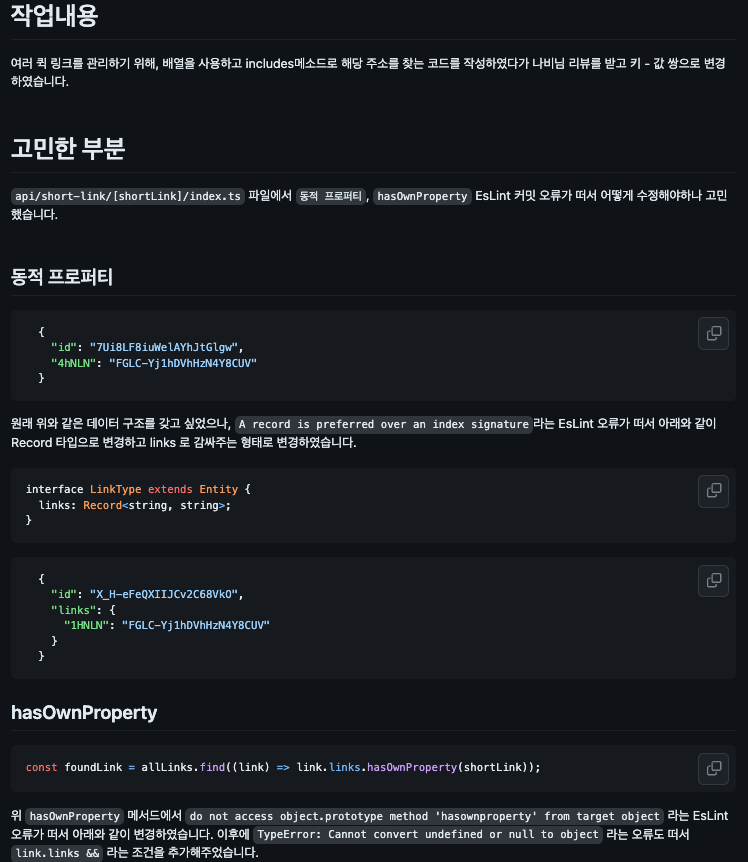 작업내용
여러 퀵 링크를 관리하기 위해, 배열을 사용하고 includes메소드로 해당 주소를 찾는 코드를 작성하였다가 나비님 리뷰를 받고 키 - 값 쌍으로 변경
하였습니다.
고민한 부분
api/short-link/[shortLink]/index.ts 파일에서 동적 프로퍼티, hasOwnProperty EsLint 커밋 오류가 떠서 어떻게 수정해야하나 고민
했습니다.
동적 프로퍼티
{
"id": "7Ui8LF8iuWelAYhJtGlgw",
"4hNLN": "FGLC-Yj1hDVhHzN4Y8CUV"
}
원래 위와 같은 데이터 구조를 갖고 싶었으나, A record is preferred over an index signature라는 EsLint 오류가 떠서 아래와 같이
Record 타입으로 변경하고 links 로 감싸주는 형태로 변경하였습니다.
interface LinkType extends Entity {
links: Record<string, string>;
}
{
"id": "X_H-eFeQXIIJCv2C68VkO",
"links": {
"1HNLN": "FGLC-Yj1hDVhHzN4Y8CUV"
}
}
hasOwnProperty
const foundLink = allLinks.find((link) => link.links.hasOwnProperty(shortLink));
위 hasOwnProperty 메서드에서 do not access object.prototype method 'hasownproperty' from target object 라는 EsLint
오류가 떠서 아래와 같이 변경하였습니다. 이후에 TypeError: Cannot convert undefined or null to object 라는 오류도 떠서
link.links && 라는 조건을 추가해주었습니다.